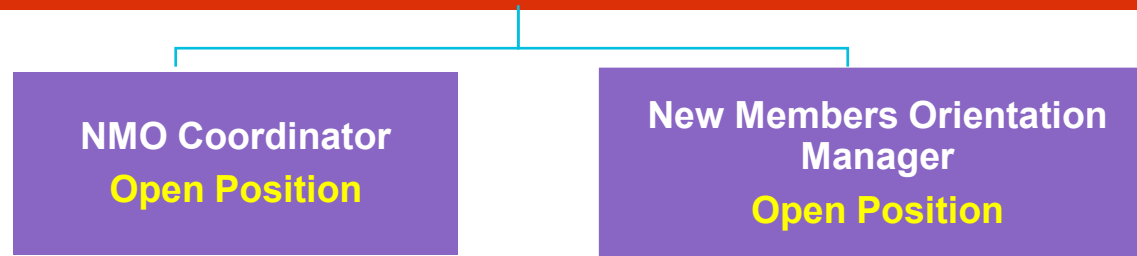 NMO Coordinator
Open Position
New Members Orientation
Manager
Open Position